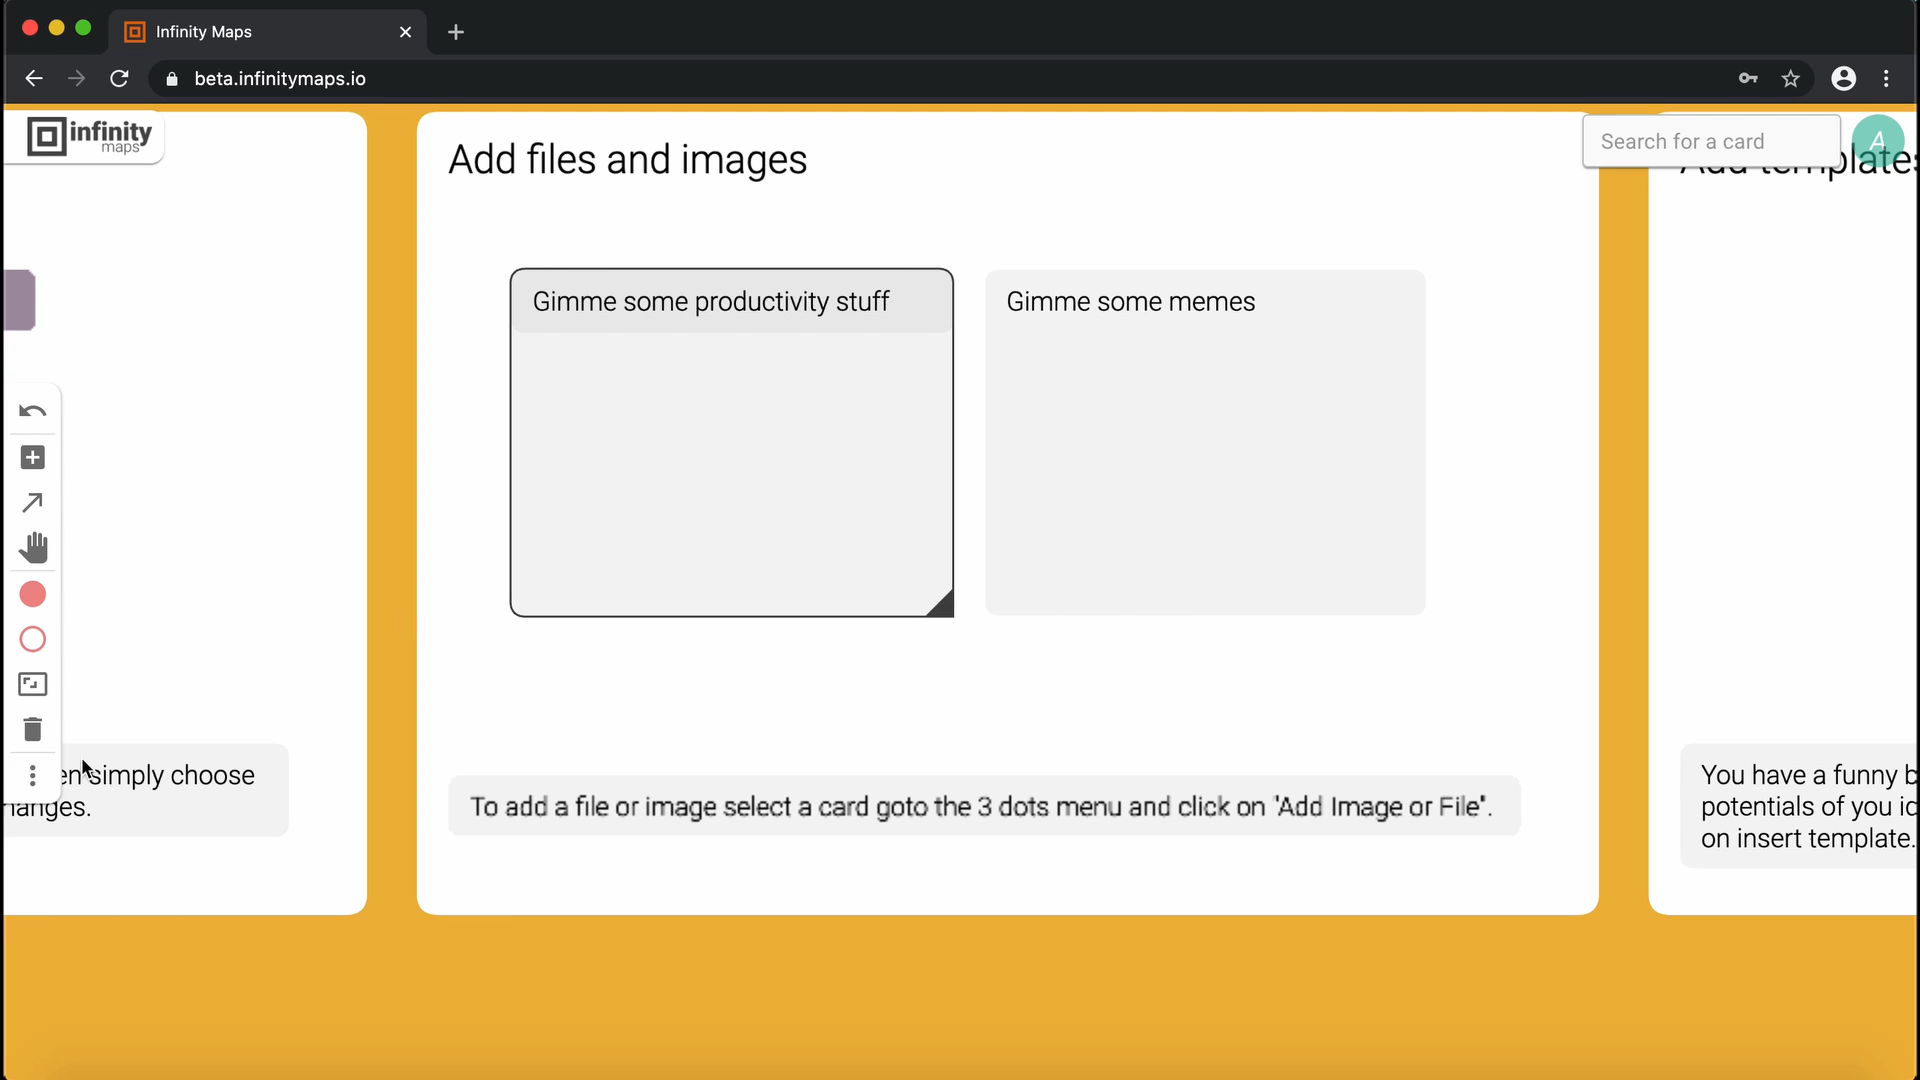 Infinity Maps
beta.infinitymaps.io
infinity
maps
Search for a card
A
Add files and images
Gimme some productivity stuff
Gimme some memes
simply choose
To add a file or image select a card goto the 3 dots menu and click on "Add Image or File".
You have a funny
potentials of you
on insert template.